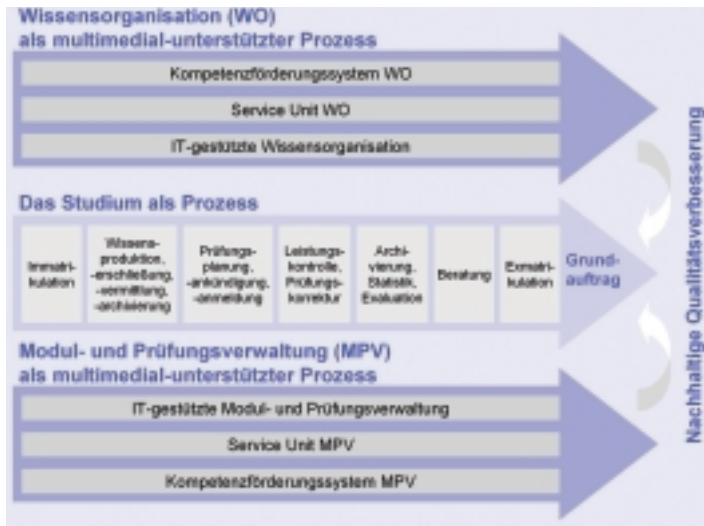 Wissensorganisation (WO)
als multimedial-unterstützter Prozess
Kompetenzförderungssystem WO
Service Unit WO
IT-gestützte Wissensorganisation
Das Studium als Prozess
Immatri-
kulation
Wissens-
produktion,
-erschließung,
-vermittlung,
-archivierung
Prüfungs-
planung,
-ankündigung,
-anmeldung
Leistungs-
kontrolle,
Prüfungs-
korrektur
Archi-
vierung,
Statistik,
Evaluation
Beratung
Exmatri-
kulation
Grund-
auftrag
Modul- und Prüfungsverwaltung (MPV)
als multimedial-unterstützter Prozess
IT-gestützte Modul- und Prüfungsverwaltung
Service Unit MPV
Kompetenzförderungssystem MPV
Nachhaltige Qualitätsverbesserung